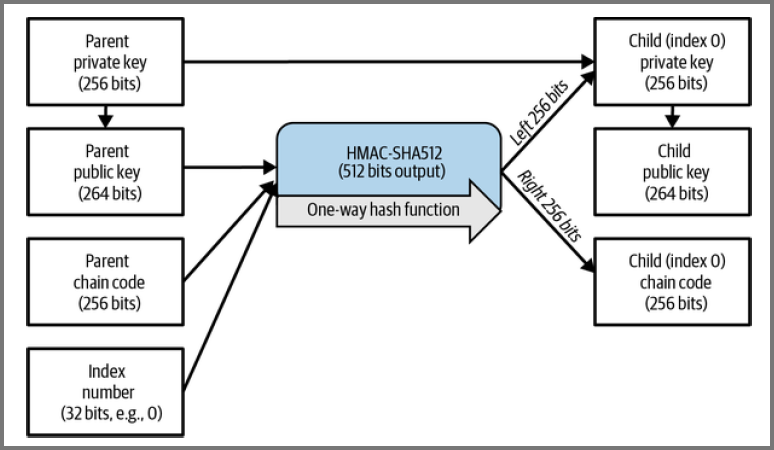 Parent
private key
(256 bits)
Parent
public key
(264 bits)
Parent
chain code
(256 bits)
Index
number
(32 bits, e.g., 0)
HMAC-SHA512
(512 bits output)
One-way hash function
Left 256 bits
Right 256 bits
Child (index 0)
private key
(256 bits)
Child
public key
(264 bits)
Child (index 0)
chain code
(256 bits)